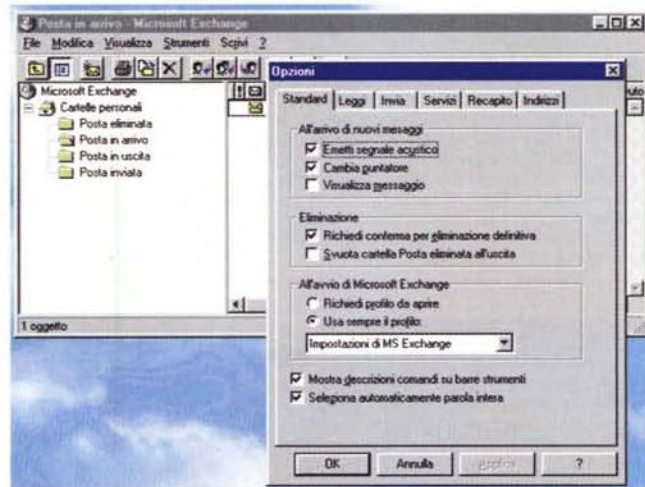 Posta in arrivo - Microsoft Exchange
File Modifica Visualizza Strumenti Scrivi ?
Microsoft Exchange
Cartelle personali
Posta eliminata
Posta in arrivo
Posta in uscita
Posta inviata
1 oggetto
Opzioni
Standard Leggi Invia Servizi Recapito Indirizzi
All'arrivo di nuovi messaggi
Emetti segnale acustico
Cambia puntatore
Visualizza messaggio
Eliminazione
Richiedi conferma per eliminazione definitiva
Svuota cartella Posta eliminata all'uscita
All'avvio di Microsoft Exchange
Richiedi profilo da aprire
Usa sempre il profilo:
Impostazioni di MS Exchange
Mostra descrizioni comandi su barre strumenti
Seleziona automaticamente parola intera
OK Annulla Applica ?